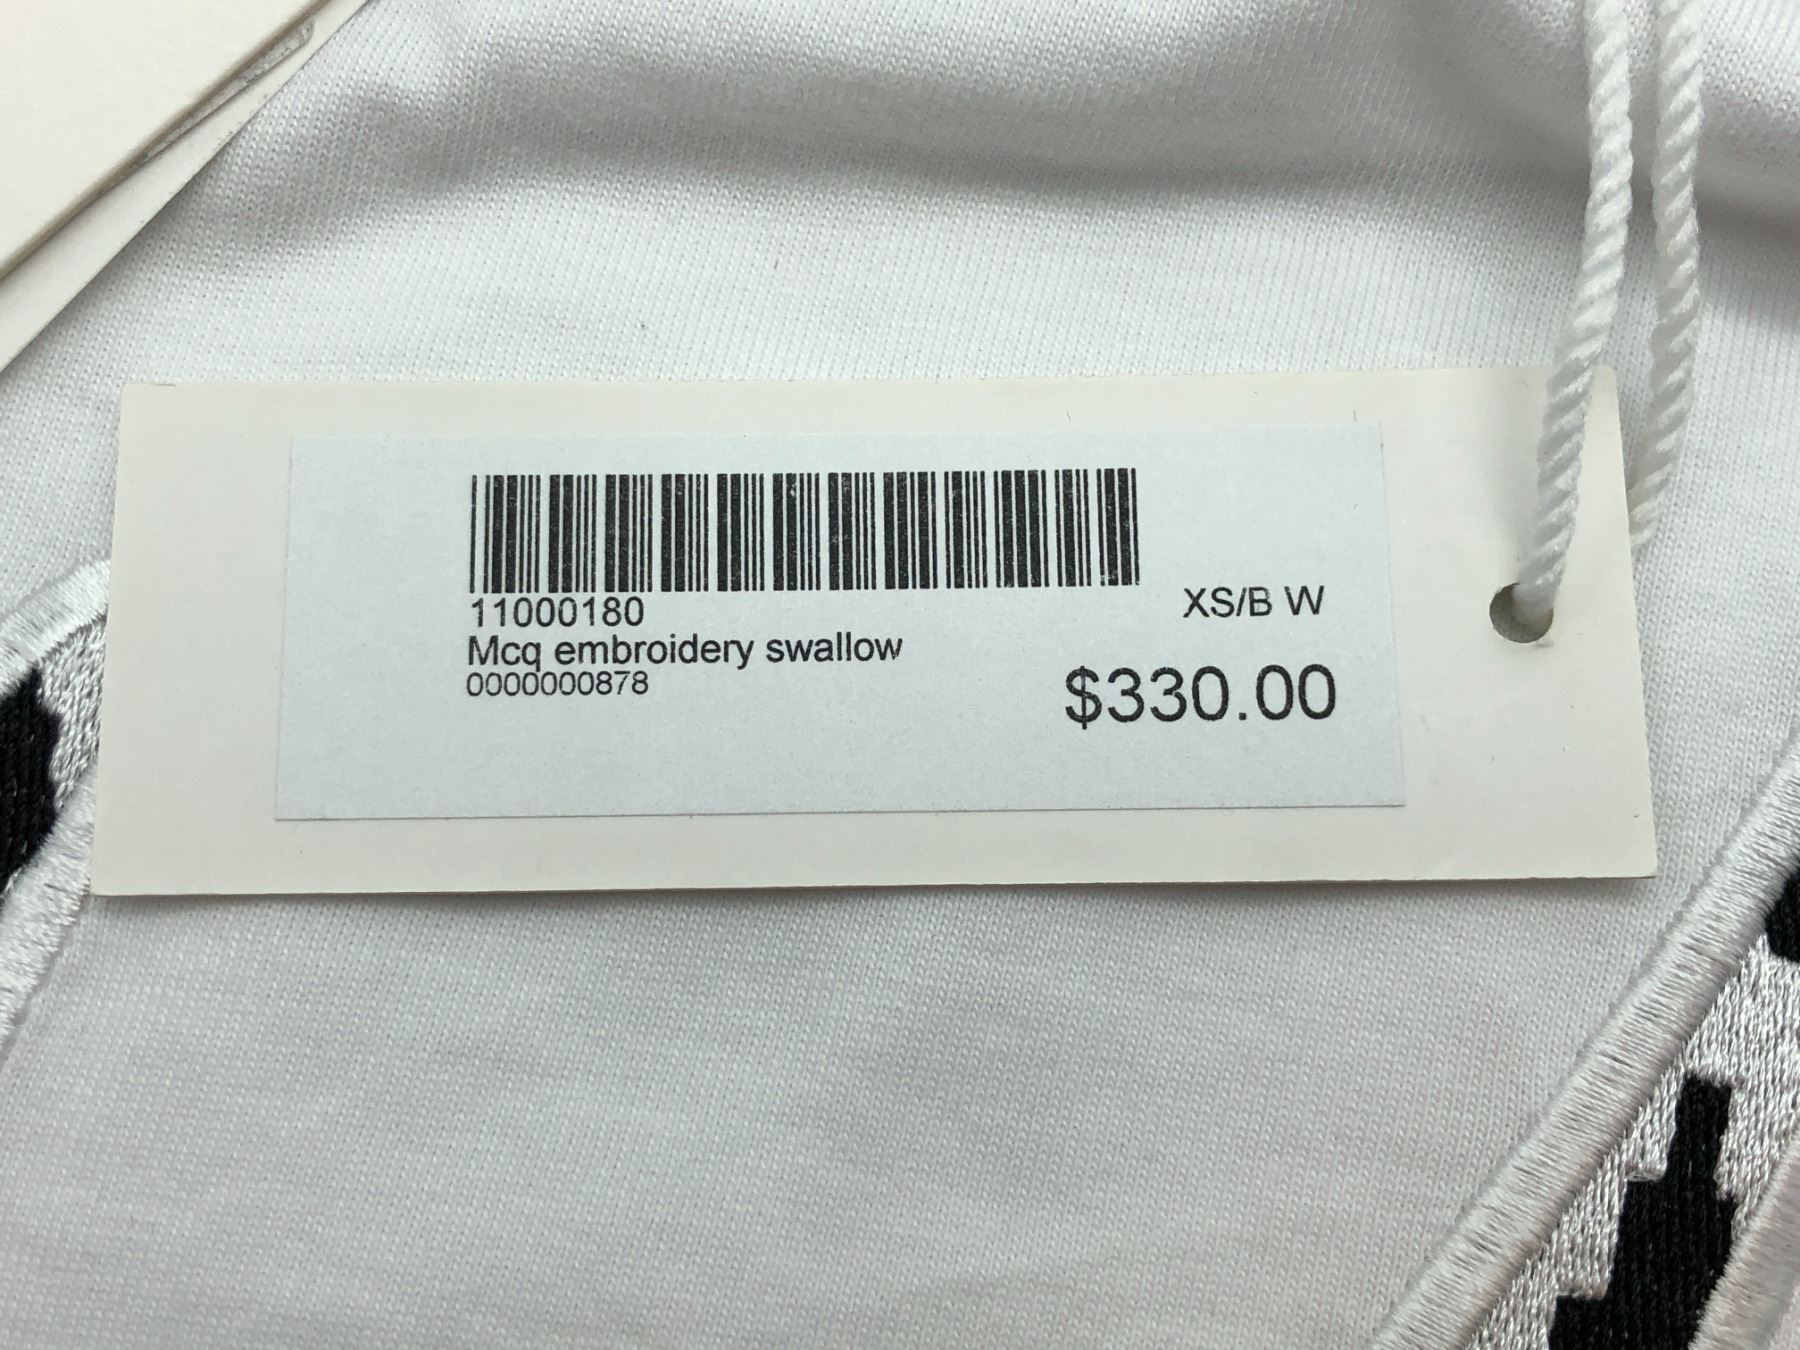 11000180
XS/B W
Mcq embroidery swallow
0000000878
$330.00